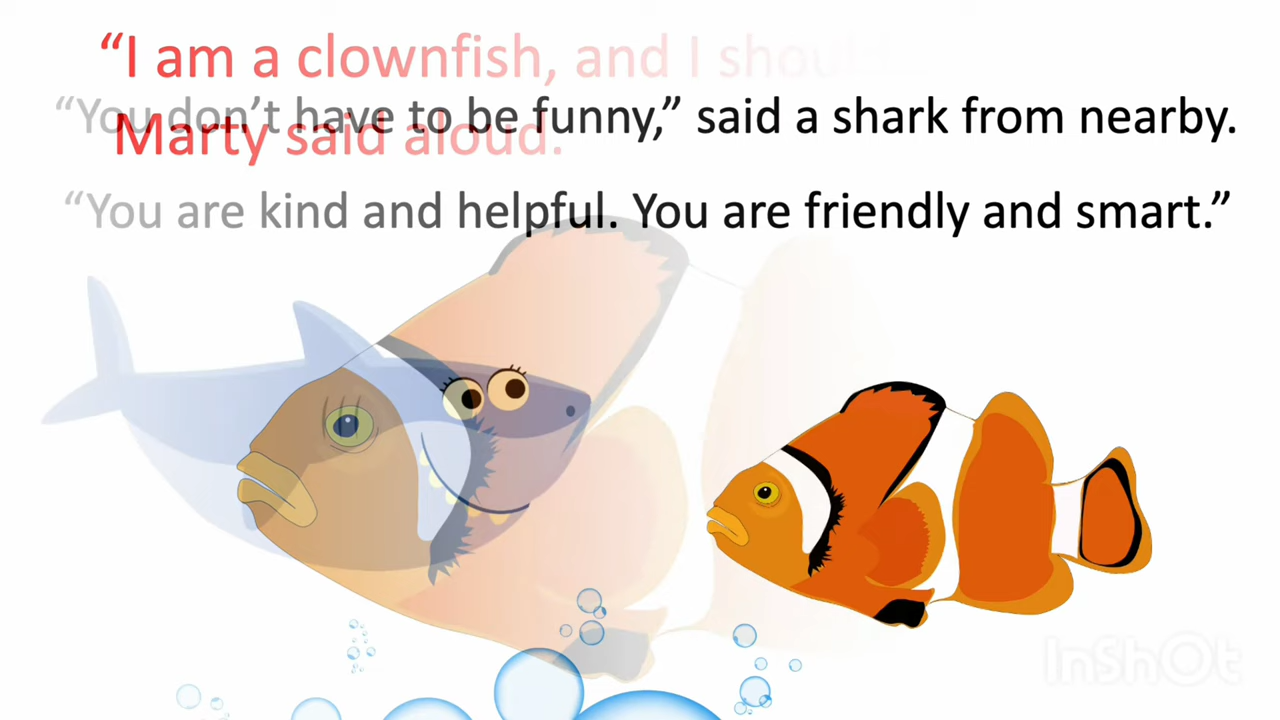 “I am a clownfish, and I should
“You don’t have to be funny,” said a shark from nearby.
Marty said aloud.
“You are kind and helpful. You are friendly and smart.”
InShOt